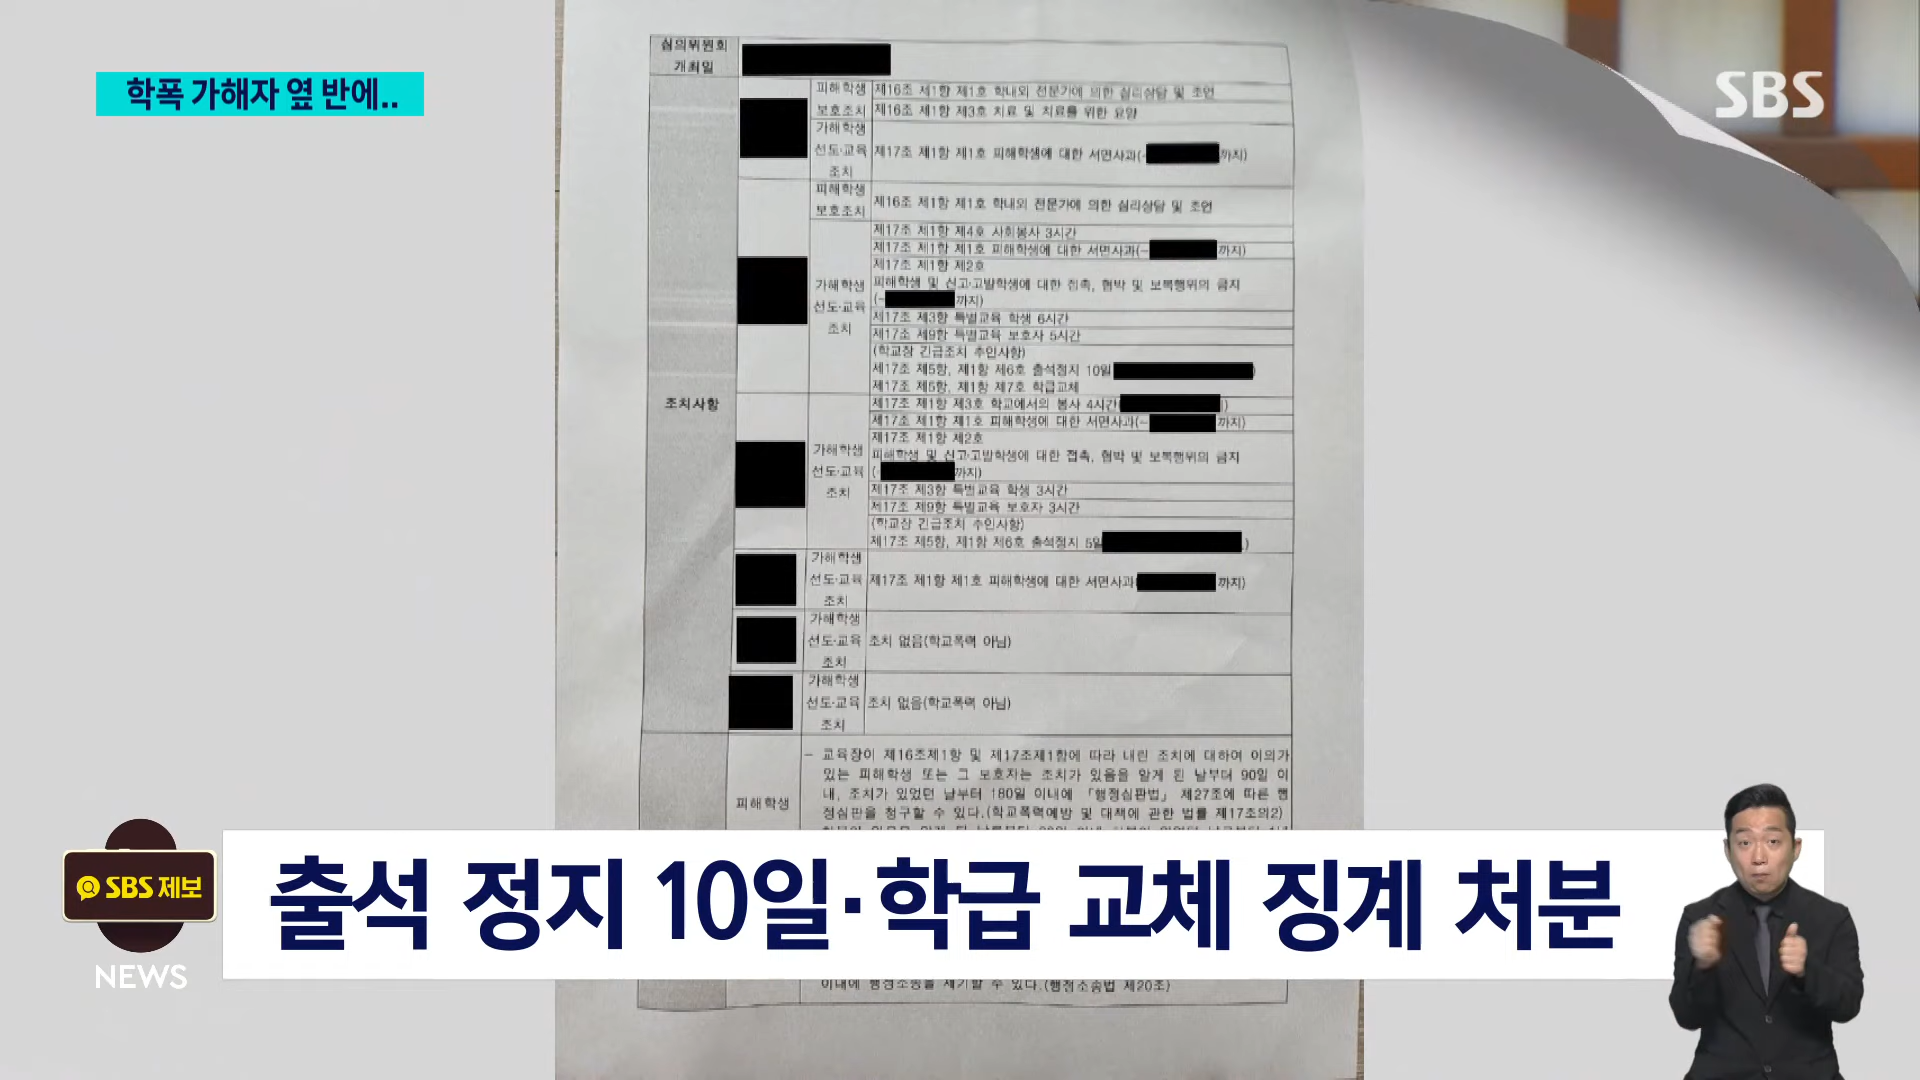 학폭 가해자 옆 반에..
SBS
심의위원회
개최일
조치사항
피해학생
보호조치
제16조 제1항 제1호 학내외 전문가에 의한 심리상담 및 조언
제16조 제1항 제3호 치료 및 치료를 위한 요양
가해학생
선도·교육
조치
제17조 제1항 제1호 피해학생에 대한 서면사과(~ 까지)
피해학생
보호조치
제16조 제1항 제1호 학내외 전문가에 의한 심리상담 및 조언
가해학생
선도·교육
조치
제17조 제1항 제4호 사회봉사 3시간
제17조 제1항 제1호 피해학생에 대한 서면사과(~ 까지)
제17조 제1항 제2호
피해학생 및 신고·고발학생에 대한 접촉, 협박 및 보복행위의 금지
(~ 까지)
제17조 제3항 특별교육 학생 6시간
제17조 제9항 특별교육 보호자 5시간
(학교장 긴급조치 추인사항)
제17조 제5항, 제1항 제6호 출석정지 10일 )
제17조 제5항, 제1항 제7호 학급교체
가해학생
선도·교육
조치
제17조 제1항 제3호 학교에서의 봉사 4시간( )
제17조 제1항 제1호 피해학생에 대한 서면사과(~ 까지)
제17조 제1항 제2호
피해학생 및 신고·고발학생에 대한 접촉, 협박 및 보복행위의 금지
( 까지)
제17조 제3항 특별교육 학생 3시간
제17조 제9항 특별교육 보호자 3시간
(학교장 긴급조치 추인사항)
제17조 제5항, 제1항 제6호 출석정지 5일 )
가해학생
선도·교육
조치
제17조 제1항 제1호 피해학생에 대한 서면사과( 까지)
가해학생
선도·교육
조치
조치 없음(학교폭력 아님)
가해학생
선도·교육
조치
조치 없음(학교폭력 아님)
피해학생
- 교육장이 제16조제1항 및 제17조제1항에 따라 내린 조치에 대하여 이의가
있는 피해학생 또는 그 보호자는 조치가 있음을 알게 된 날부터 90일 이
내, 조치가 있었던 날부터 180일 이내에 「행정심판법」 제27조에 따른 행
정심판을 청구할 수 있다.(학교폭력예방 및 대책에 관한 법률 제17조의2)
출석 정지 10일·학급 교체 징계 처분
SBS 제보
NEWS
이내에 행정소송을 제기할 수 있다.(행정소송법 제20조)